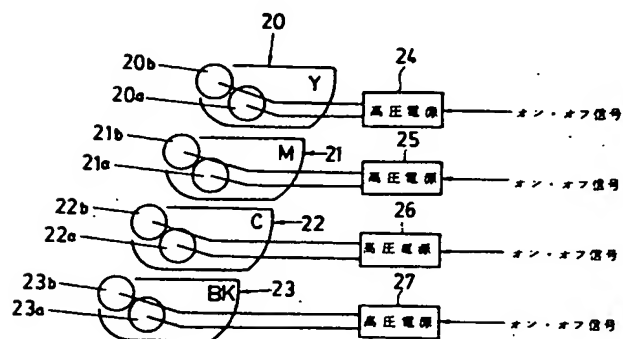 20
20b
Y
24
20a
高圧電源
オン・オフ信号
21b
M
21
25
21a
高圧電源
オン・オフ信号
22b
C
22
26
22a
高圧電源
オン・オフ信号
23b
BK
23
27
23a
高圧電源
オン・オフ信号